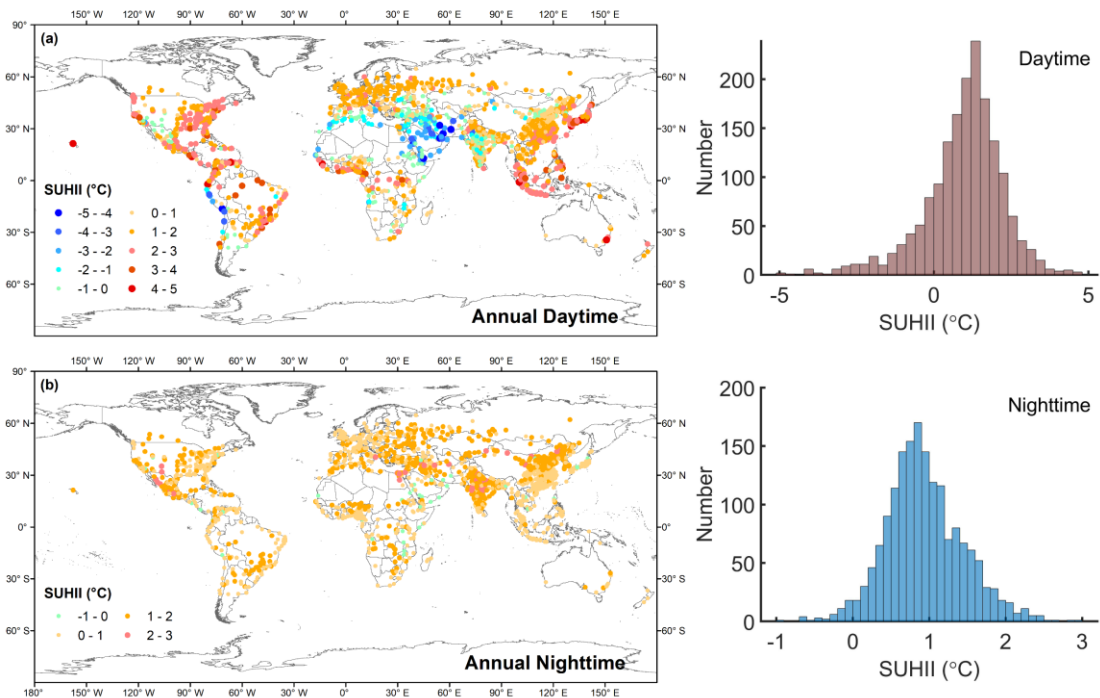 150° W 120° W 90° W 60° W 30° W 0° 30° E 60° E 90° E 120° E 150° E
90°
(a)
60° N
30° N
0°
30° S
60° S
SUHII (°C)
-5 - -4 0 - 1
-4 - -3 1 - 2
-3 - -2 2 - 3
-2 - -1 3 - 4
-1 - 0 4 - 5
Annual Daytime
Daytime
Number
200
150
100
50
0
-5 0 5
SUHII (°C)
150° W 120° W 90° W 60° W 30° W 0° 30° E 60° E 90° E 120° E 150° E
90°
(b)
60° N
30° N
0°
30° S
60° S
SUHII (°C)
-1 - 0 1 - 2
0 - 1 2 - 3
Annual Nighttime
180° 150° W 120° W 90° W 60° W 30° W 0° 30° E 60° E 90° E 120° E 150° E
Nighttime
Number
200
150
100
50
0
-1 0 1 2 3
SUHII (°C)